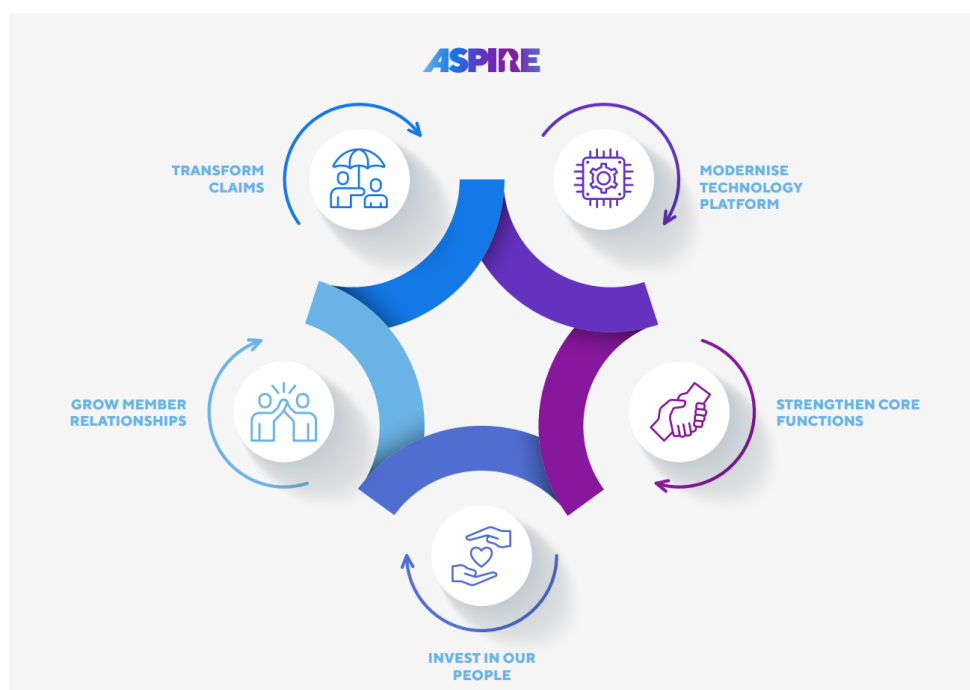 ASPIRE
TRANSFORM
CLAIMS
MODERNISE
TECHNOLOGY
PLATFORM
GROW MEMBER
RELATIONSHIPS
STRENGTHEN CORE
FUNCTIONS
INVEST IN OUR
PEOPLE